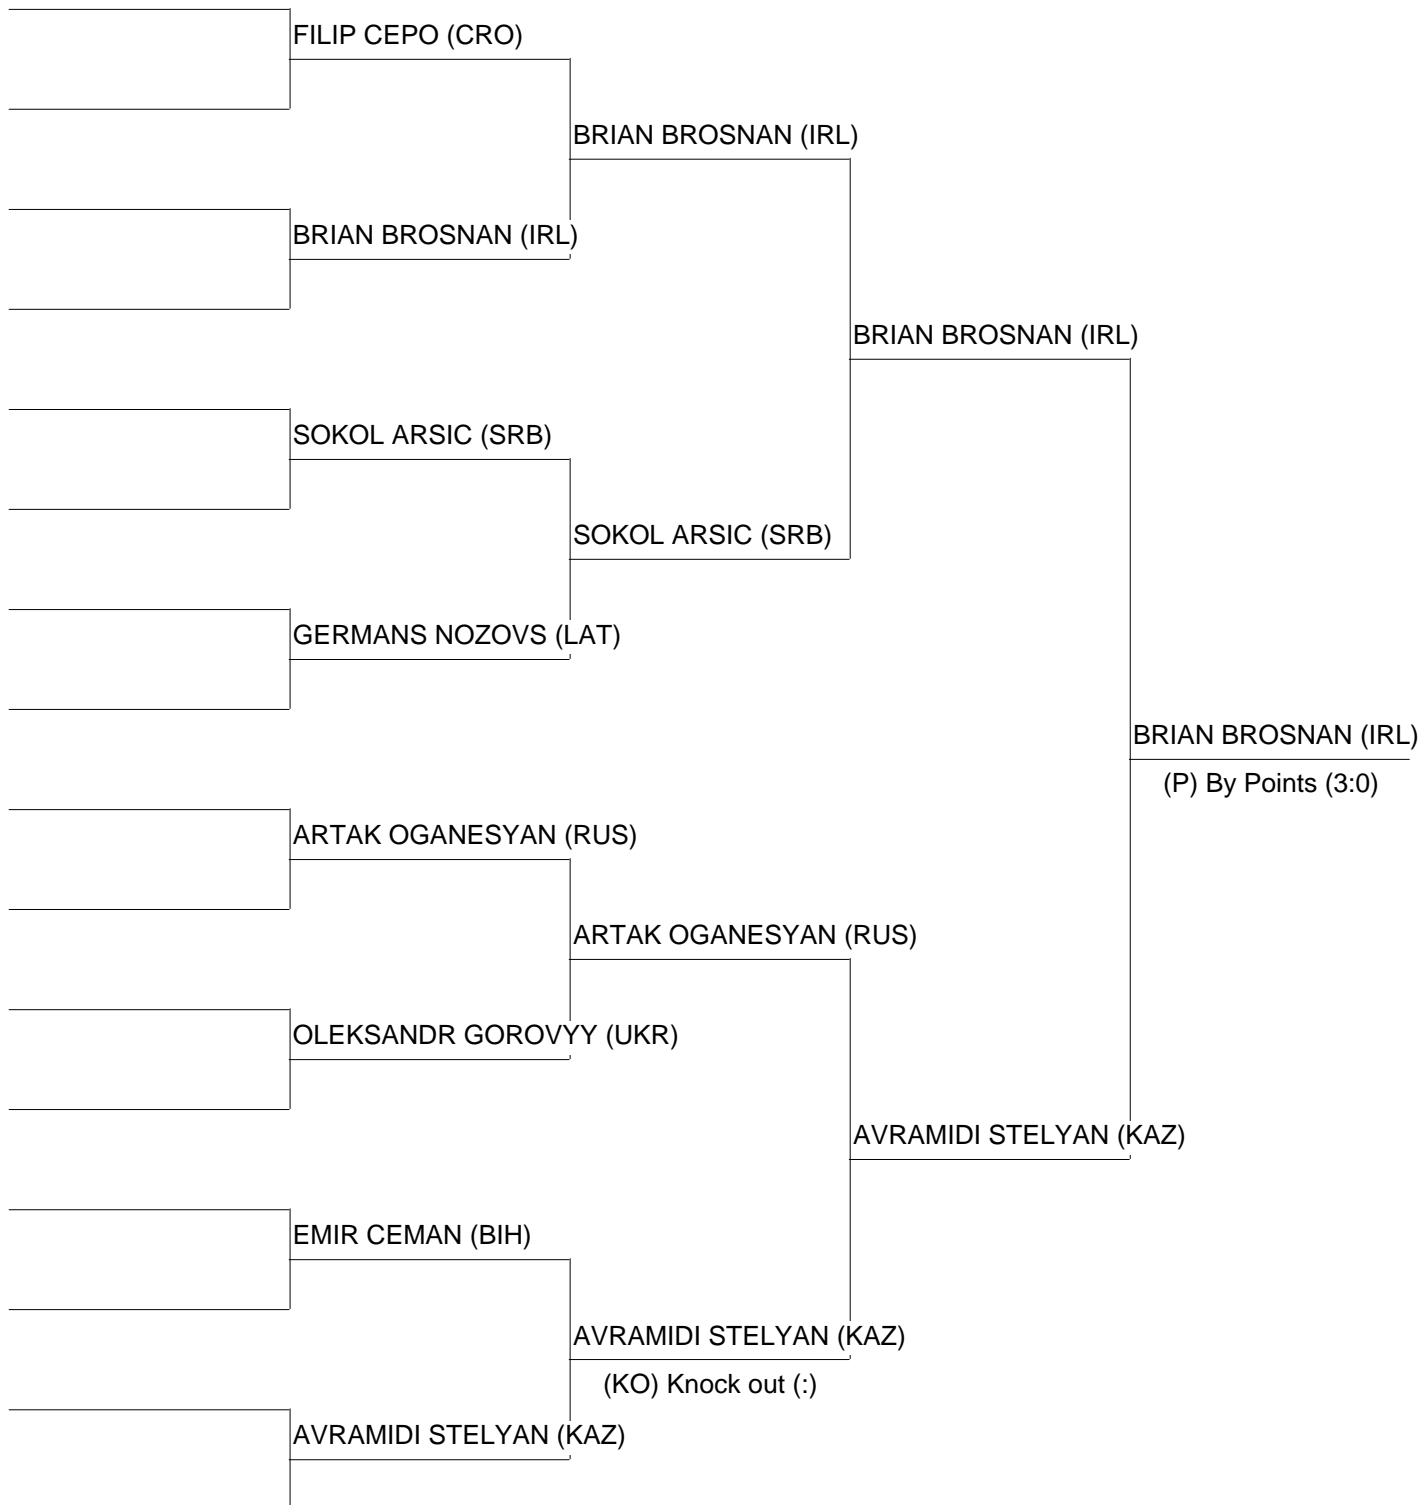 FILIP CEPO (CRO)
BRIAN BROSNAN (IRL)
BRIAN BROSNAN (IRL)
BRIAN BROSNAN (IRL)
SOKOL ARSIC (SRB)
SOKOL ARSIC (SRB)
GERMANS NOZOVS (LAT)
BRIAN BROSNAN (IRL)
(P) By Points (3:0)
ARTAK OGANESYAN (RUS)
ARTAK OGANESYAN (RUS)
OLEKSANDR GOROVYY (UKR)
AVRAMIDI STELYAN (KAZ)
EMIR CEMAN (BIH)
AVRAMIDI STELYAN (KAZ)
(KO) Knock out (:)
AVRAMIDI STELYAN (KAZ)